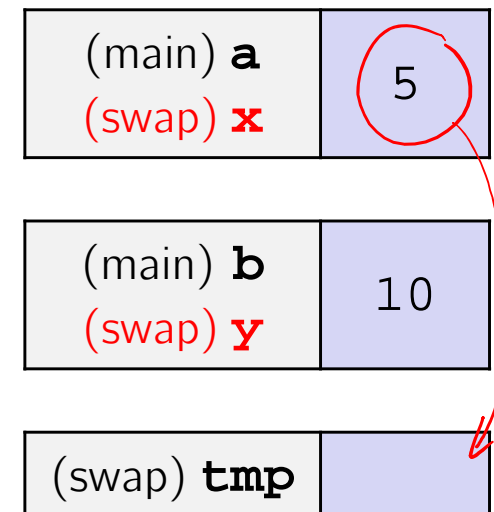 (main) a
(swap) x
5
(main) b
(swap) y
10
(swap) tmp